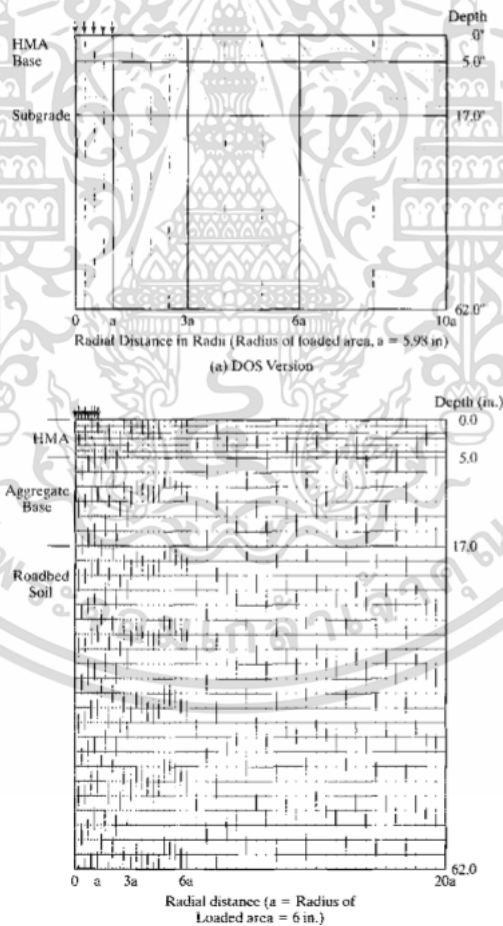 Depth
HMA 0"
Base 5.0"
Subgrade 17.0"
62.0"
0 a 3a 6a 10a
Radial Distance in Radii (Radius of loaded area, a = 5.98 in)
(a) DOS Version
Depth (in.)
0.0
HMA
5.0
Aggregate
Base
17.0
Roadbed
Soil
62.0
0 a 3a 6a 20a
Radial distance (a = Radius of
Loaded area = 6 in.)